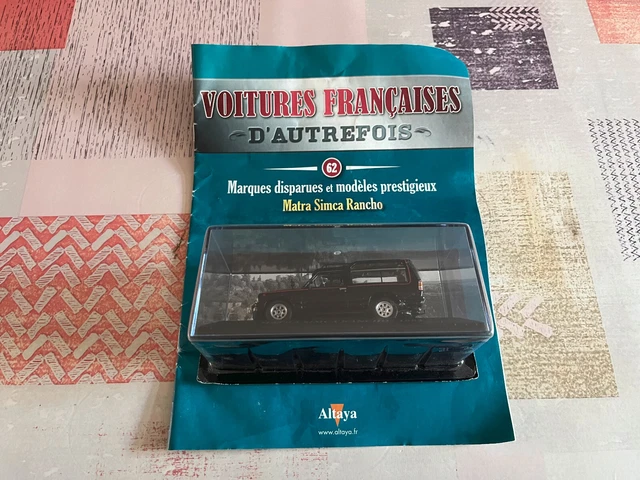 VOITURES FRANÇAISES
D'AUTREFOIS
62
Marques disparues et modèles prestigieux
Matra Simca Rancho
Altaya
www.altaya.fr